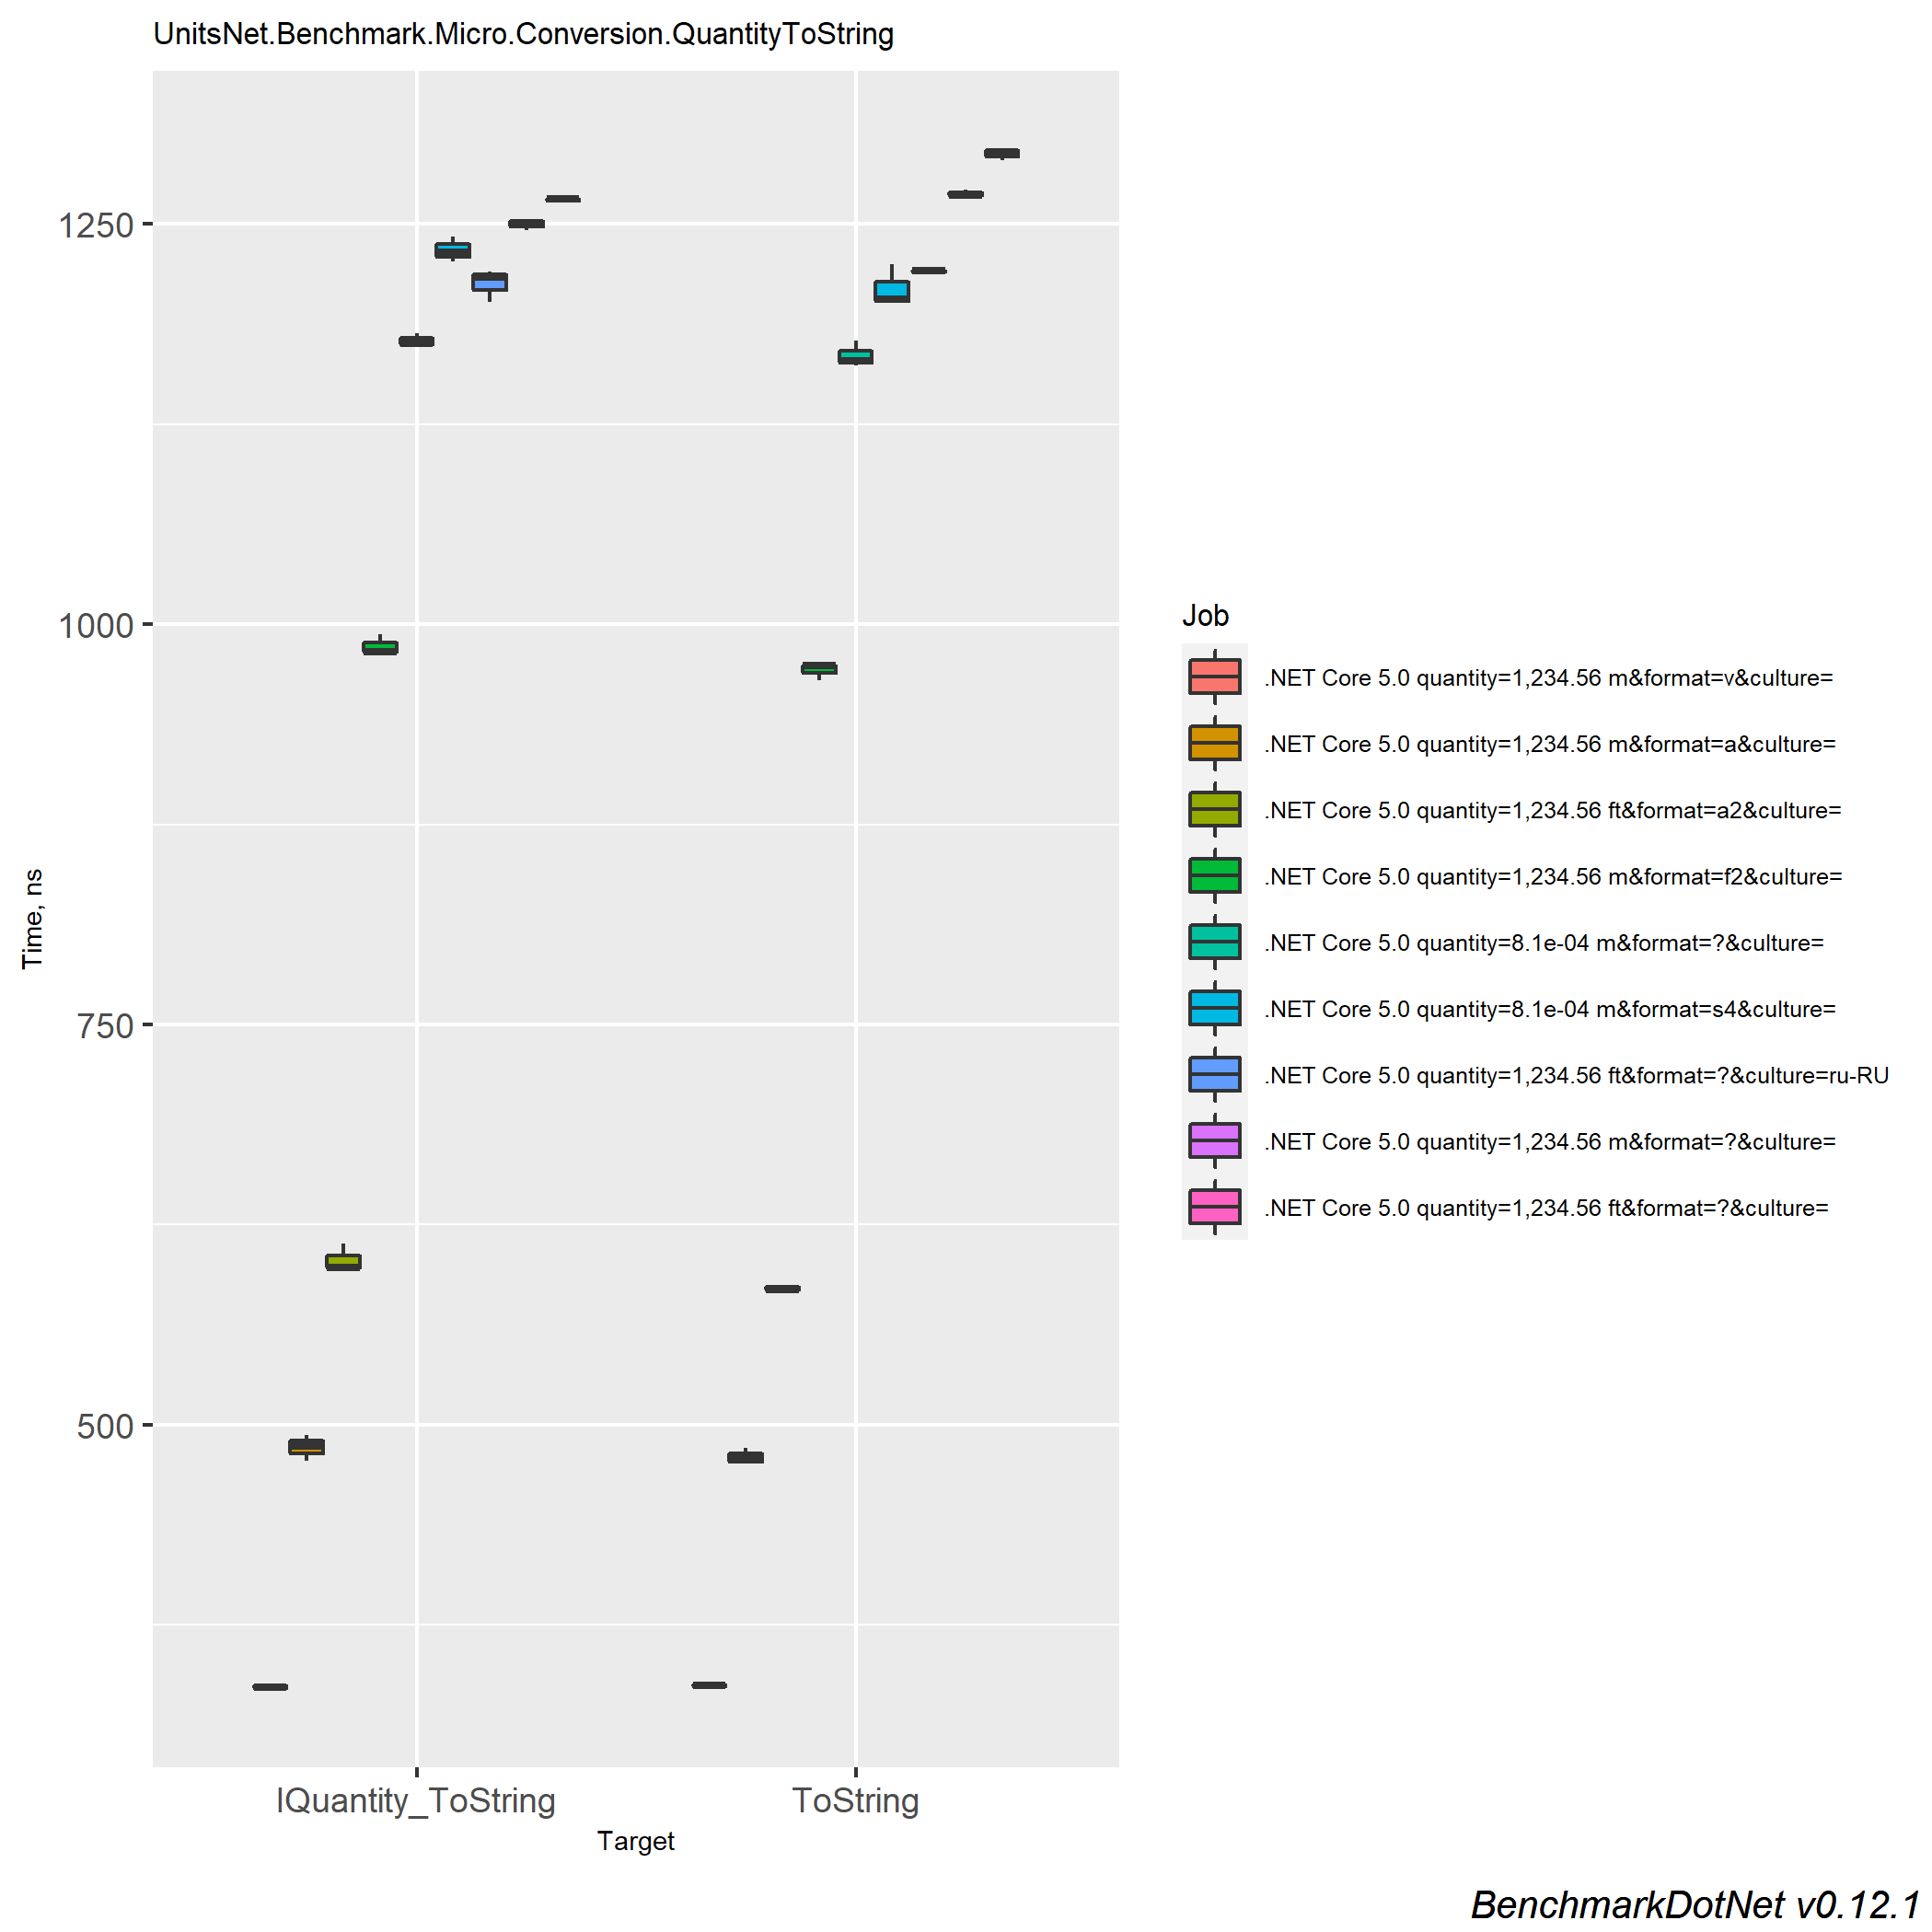 UnitsNet.Benchmark.Micro.Conversion.QuantityToString
1250
1000
750
500
Time, ns
IQuantity_ToString
ToString
Target
Job
.NET Core 5.0 quantity=1,234.56 m&format=v&culture=
.NET Core 5.0 quantity=1,234.56 m&format=a&culture=
.NET Core 5.0 quantity=1,234.56 ft&format=a2&culture=
.NET Core 5.0 quantity=1,234.56 m&format=f2&culture=
.NET Core 5.0 quantity=8.1e-04 m&format=?&culture=
.NET Core 5.0 quantity=8.1e-04 m&format=s4&culture=
.NET Core 5.0 quantity=1,234.56 ft&format=?&culture=ru-RU
.NET Core 5.0 quantity=1,234.56 m&format=?&culture=
.NET Core 5.0 quantity=1,234.56 ft&format=?&culture=
BenchmarkDotNet v0.12.1